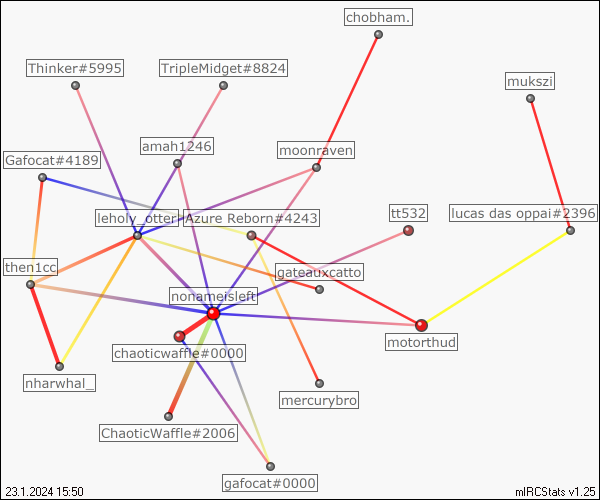 chobham.
Thinker#5995
TripleMidget#8824
mukszi
amah1246
moonraven
Gafocat#4189
leholy_otter
Azure Reborn#4243
tt532
lucas das oppai#2396
then1cc
gateauxcatto
nonameisleft
motorthud
chaoticwaffle#0000
nharwhal_
mercurybro
ChaoticWaffle#2006
gafocat#0000
23.1.2024 15:50
mIRCStats v1.25